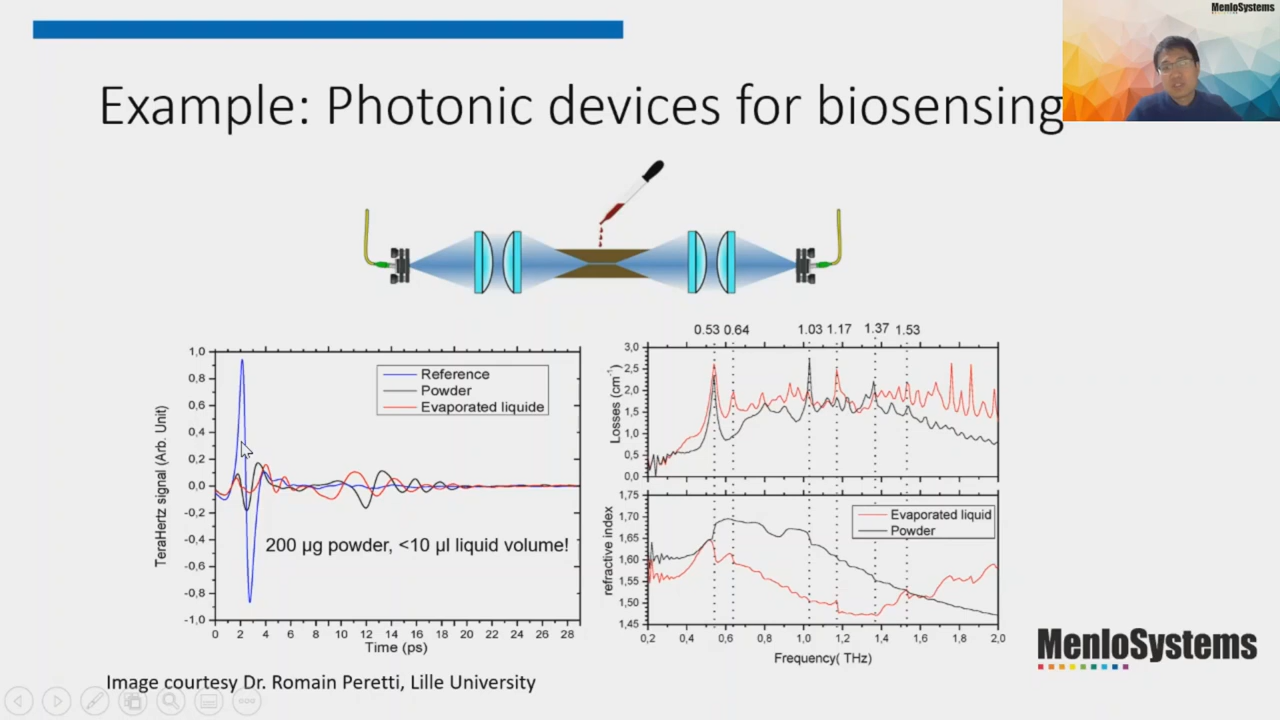 MenloSystems
Example: Photonic devices for biosensing
1,0
0,8
0,6
0,4
0,2
0,0
-0,2
-0,4
-0,6
-0,8
-1,0
TeraHertz signal (Arb. Unit)
Reference
Powder
Evaporated liquide
200 µg powder, <10 µl liquid volume!
0 2 4 6 8 10 12 14 16 18 20 22 24 26 28
Time (ps)
0.53 0.64 1.03 1.17 1.37 1.53
3,0
2,5
2,0
1,5
1,0
0,5
0,0
Losses (cm⁻¹)
1,75
1,70
1,65
1,60
1,55
1,50
1,45
refractive index
Evaporated liquid
Powder
0,2 0,4 0,6 0,8 1,0 1,2 1,4 1,6 1,8 2,0
Frequency( THz)
MenloSystems
Image courtesy Dr. Romain Peretti, Lille University